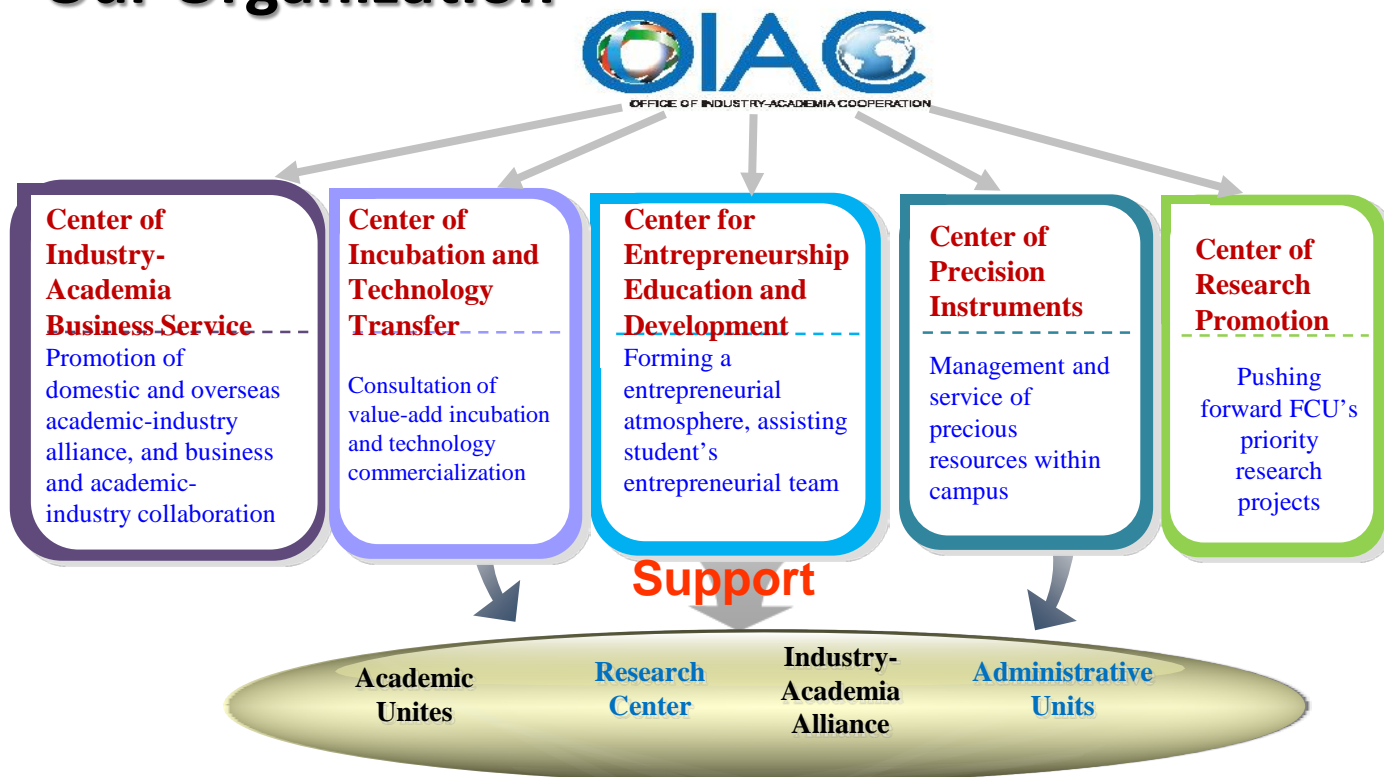 Our Organization
OIAC
OFFICE OF INDUSTRY-ACADEMIA COOPERATION
Center of
Industry-
Academia
Business Service
Promotion of
domestic and overseas
academic-industry
alliance, and business
and academic-
industry collaboration
Center of
Incubation and
Technology
Transfer
Consultation of
value-add incubation
and technology
commercialization
Center for
Entrepreneurship
Education and
Development
Forming a
entrepreneurial
atmosphere, assisting
student’s
entrepreneurial team
Center of
Precision
Instruments
Management and
service of
precious
resources within
campus
Center of
Research
Promotion
Pushing
forward FCU’s
priority
research
projects
Support
Academic
Unites
Research
Center
Industry-
Academia
Alliance
Administrative
Units